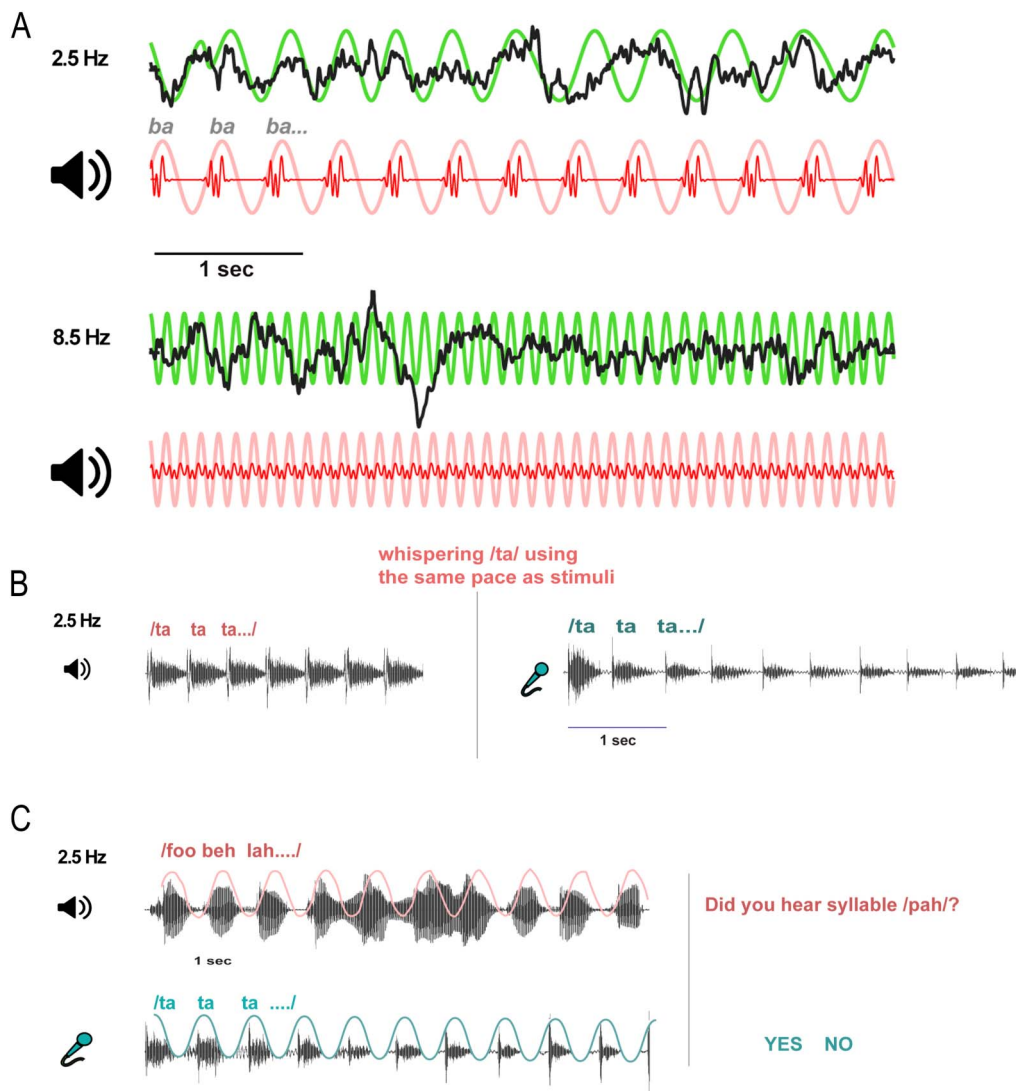 A
2.5 Hz
ba ba ba...
1 sec
8.5 Hz
whispering /ta/ using
the same pace as stimuli
B
2.5 Hz
/ta ta ta.../
/ta ta ta.../
1 sec
C
2.5 Hz
/foo beh lah..../
Did you hear syllable /pah/?
1 sec
/ta ta ta ..../
YES NO